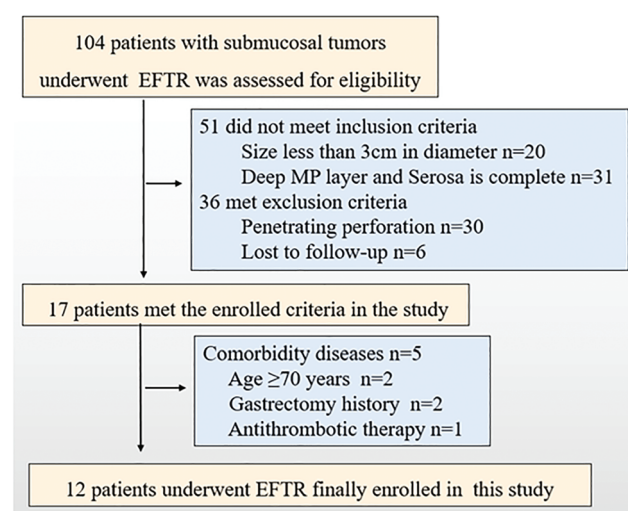 104 patients with submucosal tumors
underwent EFTR was assessed for eligibility
51 did not meet inclusion criteria
Size less than 3cm in diameter n=20
Deep MP layer and Serosa is complete n=31
36 met exclusion criteria
Penetrating perforation n=30
Lost to follow-up n=6
17 patients met the enrolled criteria in the study
Comorbidity diseases n=5
Age ≥70 years n=2
Gastrectomy history n=2
Antithrombotic therapy n=1
12 patients underwent EFTR finally enrolled in this study